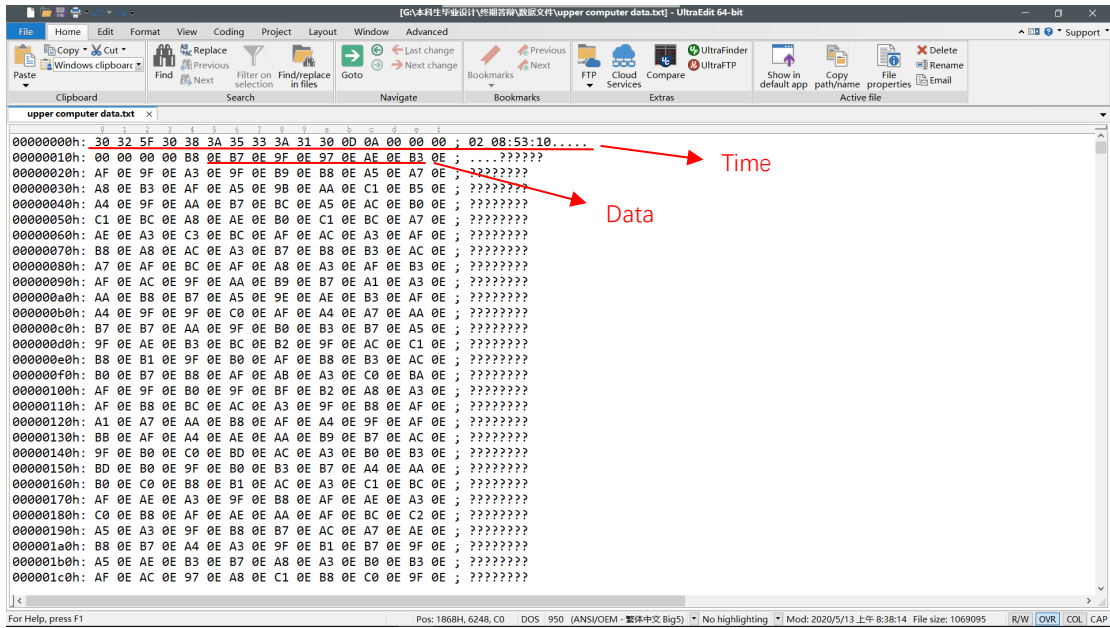 [G:\本科生毕业设计\终期答辩\数据文件\upper computer data.txt] - UltraEdit 64-bit
File Home Edit Format View Coding Project Layout Window Advanced Support
Paste Copy Cut Windows clipboard
Find Replace Previous Next Filter on selection Find/replace in files
Goto Last change Next change
Bookmarks Previous Next
FTP Cloud Services Compare UltraFinder UltraFTP
Show in default app Copy path/name File properties Delete Rename Email
Clipboard Search Navigate Bookmarks Extras Active file
upper computer data.txt
0 1 2 3 4 5 6 7 8 9 a b c d e f
00000000h: 30 32 5F 30 38 3A 35 33 3A 31 30 0D 0A 00 00 00 ; 02 08:53:10.....
00000010h: 00 00 00 00 B8 0E B7 0E 9F 0E 97 0E AE 0E B3 0E ; ....??????
Time
00000020h: AF 0E 9F 0E A3 0E 9F 0E B9 0E B8 0E A5 0E A7 0E ; ????????
00000030h: A8 0E B3 0E AF 0E A5 0E 9B 0E AA 0E C1 0E B5 0E ; ????????
00000040h: A4 0E 9F 0E AA 0E B7 0E BC 0E A5 0E AC 0E B0 0E ; ????????
Data
00000050h: C1 0E BC 0E A8 0E AE 0E B0 0E C1 0E BC 0E A7 0E ; ????????
00000060h: AE 0E A3 0E C3 0E BC 0E AF 0E AC 0E A3 0E AF 0E ; ????????
00000070h: B8 0E A8 0E AC 0E A3 0E B7 0E B8 0E B3 0E AC 0E ; ????????
00000080h: A7 0E AF 0E BC 0E AF 0E A8 0E A3 0E AF 0E B3 0E ; ????????
00000090h: AF 0E AC 0E 9F 0E AA 0E B9 0E B7 0E A1 0E A3 0E ; ????????
000000a0h: AA 0E B8 0E B7 0E A5 0E 9E 0E AE 0E B3 0E AF 0E ; ????????
000000b0h: A4 0E 9F 0E 9F 0E C0 0E AF 0E A4 0E A7 0E AA 0E ; ????????
000000c0h: B7 0E B7 0E AA 0E 9F 0E B0 0E B3 0E B7 0E A5 0E ; ????????
000000d0h: 9F 0E AE 0E B3 0E BC 0E B2 0E 9F 0E AC 0E C1 0E ; ????????
000000e0h: B8 0E B1 0E 9F 0E B0 0E AF 0E B8 0E B3 0E AC 0E ; ????????
000000f0h: B0 0E B7 0E B8 0E AF 0E AB 0E A3 0E C0 0E BA 0E ; ????????
00000100h: AF 0E 9F 0E B0 0E 9F 0E BF 0E B2 0E A8 0E A3 0E ; ????????
00000110h: AF 0E B8 0E BC 0E AC 0E A3 0E 9F 0E B8 0E AF 0E ; ????????
00000120h: A1 0E A7 0E AA 0E B8 0E AF 0E A4 0E 9F 0E AF 0E ; ????????
00000130h: BB 0E AF 0E A4 0E AE 0E AA 0E B9 0E B7 0E AC 0E ; ????????
00000140h: 9F 0E B0 0E C0 0E BD 0E AC 0E A3 0E B0 0E B3 0E ; ????????
00000150h: BD 0E B0 0E 9F 0E B0 0E B3 0E B7 0E A4 0E AA 0E ; ????????
00000160h: B0 0E C0 0E B8 0E B1 0E AC 0E A3 0E C1 0E BC 0E ; ????????
00000170h: AF 0E AE 0E A3 0E 9F 0E B8 0E AF 0E AE 0E A3 0E ; ????????
00000180h: C0 0E B8 0E AF 0E AE 0E AA 0E AF 0E BC 0E C2 0E ; ????????
00000190h: A5 0E A3 0E 9F 0E B8 0E B7 0E AC 0E A7 0E AE 0E ; ????????
000001a0h: B8 0E B7 0E A4 0E A3 0E 9F 0E B1 0E B7 0E 9F 0E ; ????????
000001b0h: A5 0E AE 0E B3 0E B7 0E A8 0E A3 0E B0 0E B3 0E ; ????????
000001c0h: AF 0E AC 0E 97 0E A8 0E C1 0E B8 0E C0 0E 9F 0E ; ????????
For Help, press F1 Pos: 1868H, 6248, C0 DOS 950 (ANSI/OEM - 繁体中文 Big5) No highlighting Mod: 2020/5/13 上午 8:38:14 File size: 1069095 R/W OVR COL CAP